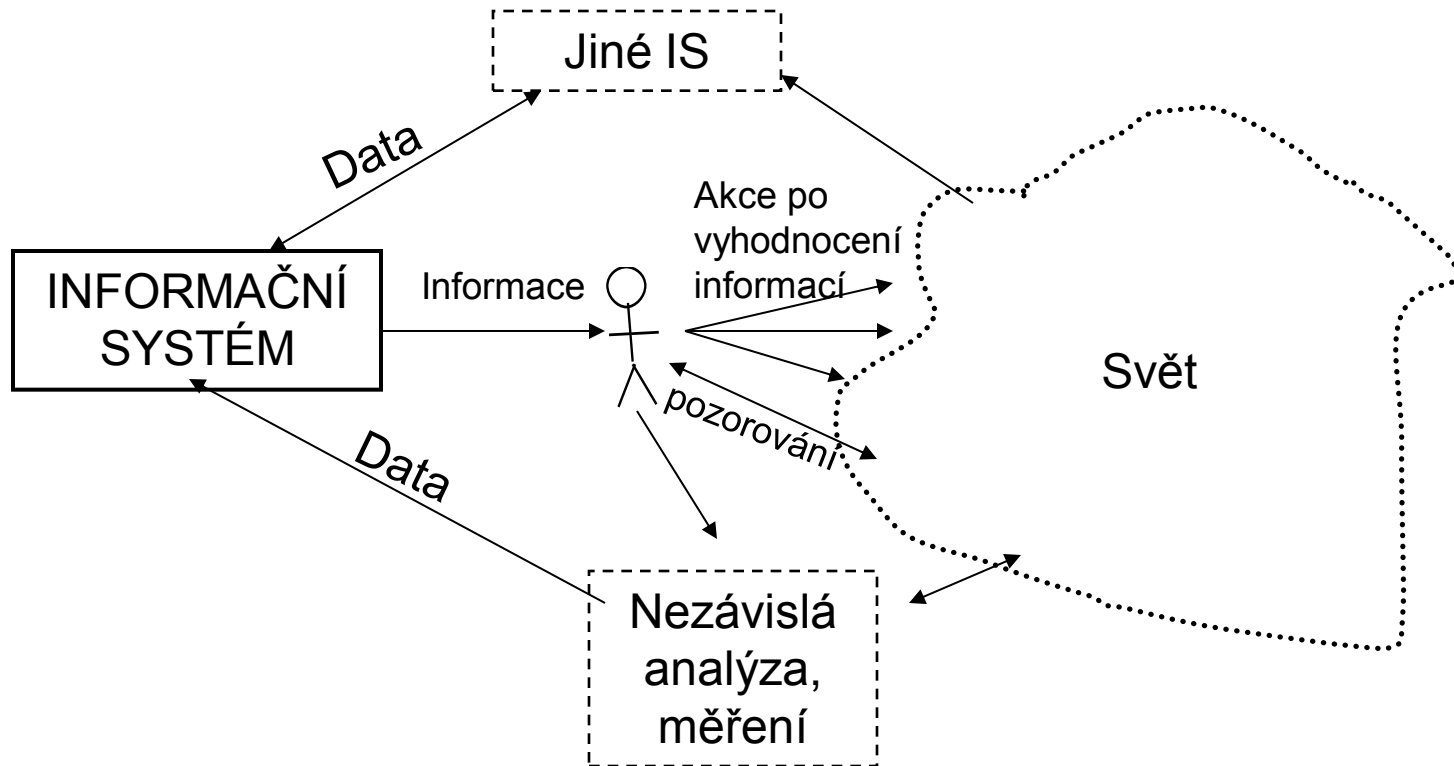 Jiné IS
Data
Akce po
vyhodnocení
informací
INFORMAČNÍ
SYSTÉM
Informace
Svět
pozorování
Data
Nezávislá
analýza,
měření